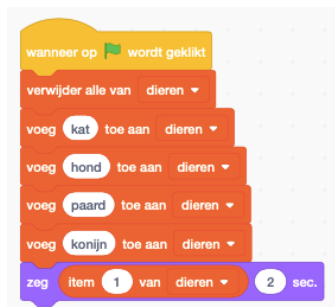 wanneer op wordt geklikt
verwijder alle van dieren
voeg kat toe aan dieren
voeg hond toe aan dieren
voeg paard toe aan dieren
voeg konijn toe aan dieren
zeg item 1 van dieren 2 sec.